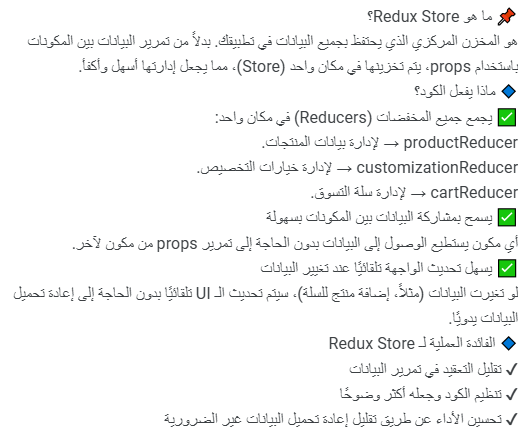 📌 ما هو Redux Store؟
هو المخزن المركزي الذي يحتفظ بجميع البيانات في تطبيقك. بدلاً من تمرير البيانات بين المكونات
باستخدام props، يتم تخزينها في مكان واحد (Store)، مما يجعل إدارتها أسهل وأكفأ.
🔹 ماذا يفعل الكود؟
✅ يجمع جميع المخفضات (Reducers) في مكان واحد:
productReducer → لإدارة بيانات المنتجات.
customizationReducer → لإدارة خيارات التخصيص.
cartReducer → لإدارة سلة التسوق.
✅ يسمح بمشاركة البيانات بين المكونات بسهولة
أي مكون يستطيع الوصول إلى البيانات بدون الحاجة إلى تمرير props من مكون لآخر.
✅ يسهل تحديث الواجهة تلقائيًا عند تغيير البيانات
لو تغيرت البيانات (مثلاً، إضافة منتج للسلة)، سيتم تحديث الـ UI تلقائيًا بدون الحاجة إلى إعادة تحميل
البيانات يدويًا.
🔹 الفائدة العملية لـ Redux Store
✔ تقليل التعقيد في تمرير البيانات
✔ تنظيم الكود وجعله أكثر وضوحًا
✔ تحسين الأداء عن طريق تقليل إعادة تحميل البيانات غير الضرورية